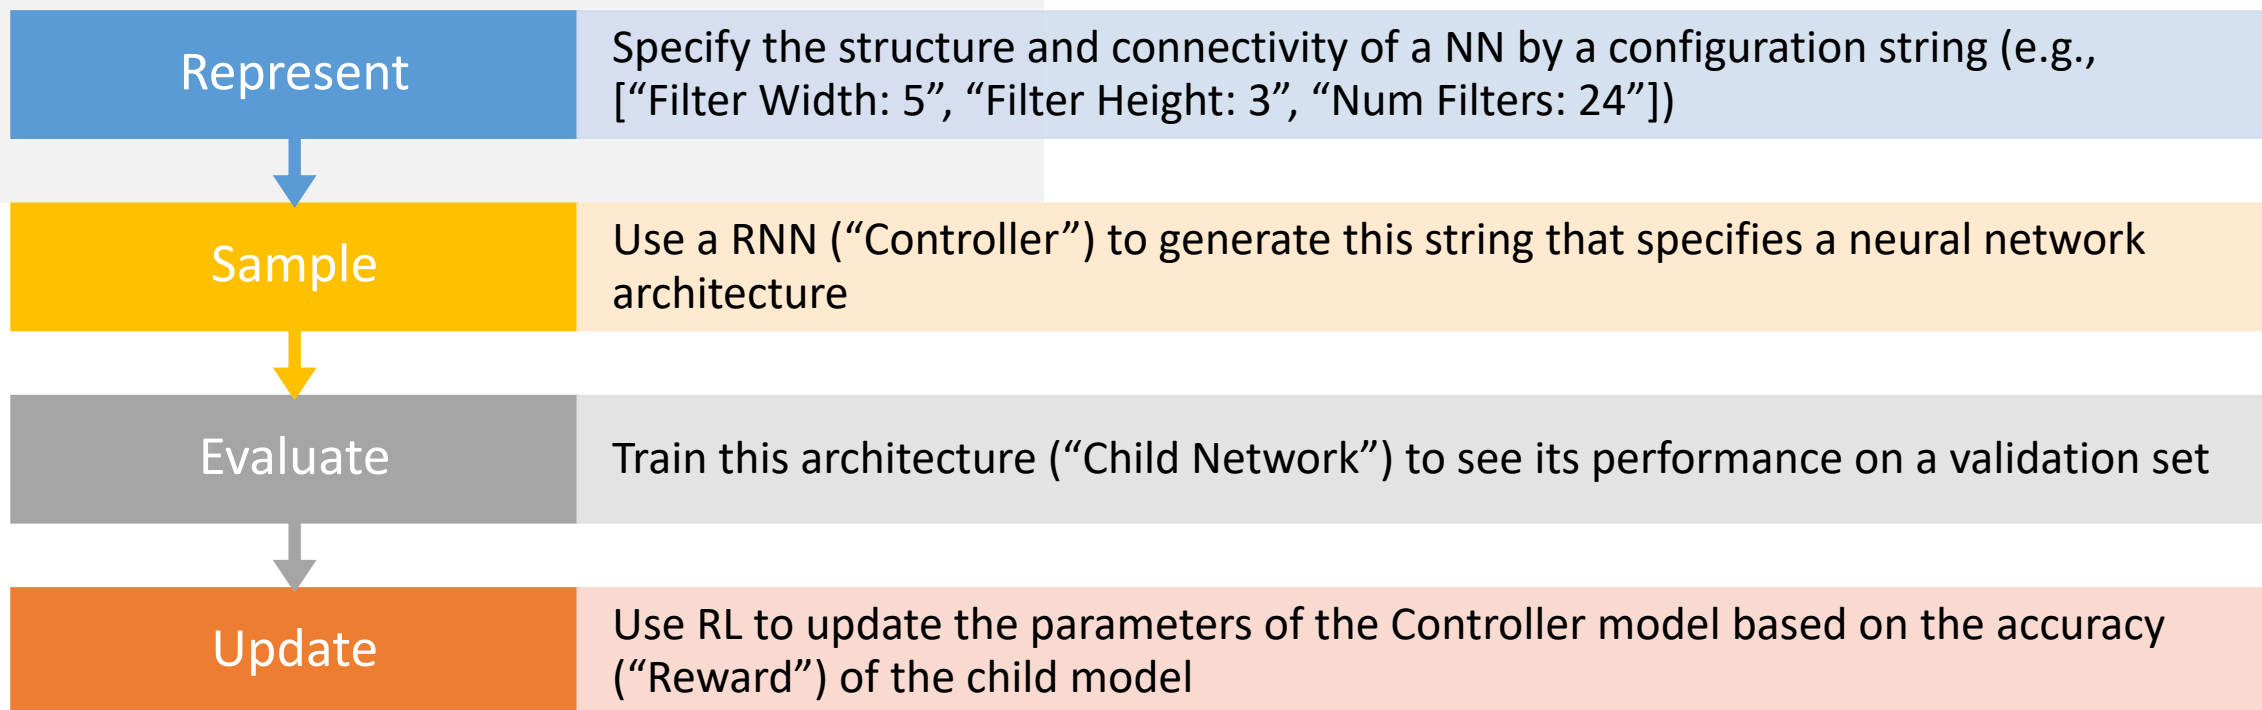 Represent
Specify the structure and connectivity of a NN by a configuration string (e.g.,
[“Filter Width: 5”, “Filter Height: 3”, “Num Filters: 24”])
Sample
Use a RNN (“Controller”) to generate this string that specifies a neural network
architecture
Evaluate
Train this architecture (“Child Network”) to see its performance on a validation set
Update
Use RL to update the parameters of the Controller model based on the accuracy
(“Reward”) of the child model